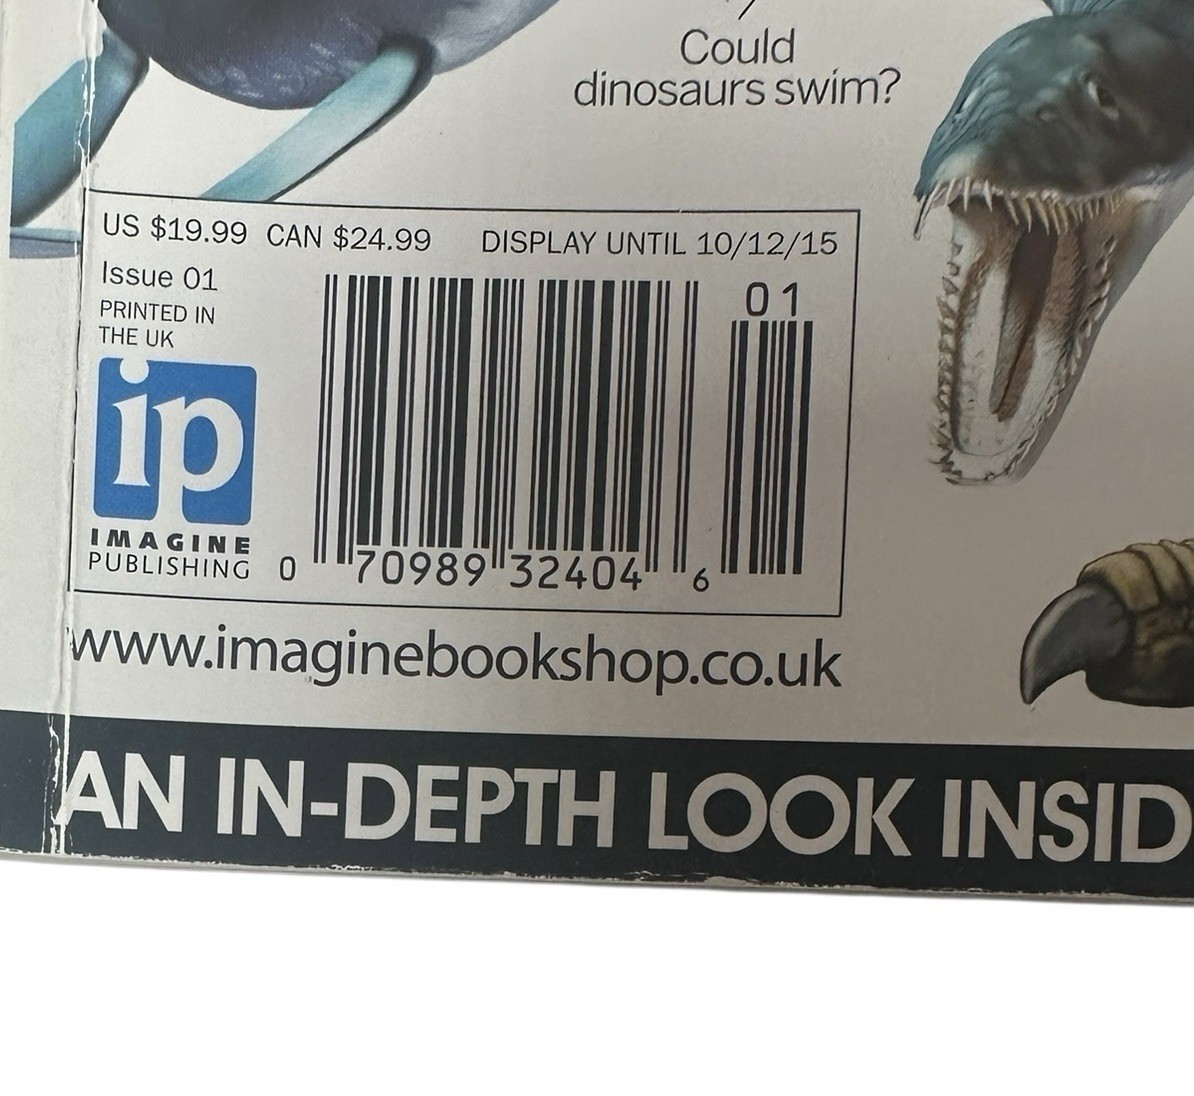 Could
dinosaurs swim?
US $19.99 CAN $24.99 DISPLAY UNTIL 10/12/15
Issue 01
PRINTED IN
THE UK
ip
IMAGINE
PUBLISHING
01
0 70989 32404 6
www.imaginebookshop.co.uk
AN IN-DEPTH LOOK INSID